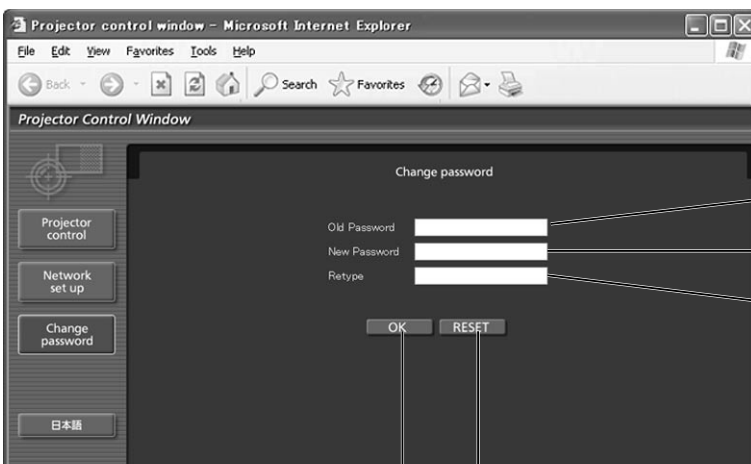 Projector control window - Microsoft Internet Explorer
File Edit View Favorites Tools Help
Back Search Favorites
Projector Control Window
Change password
Projector
control
Old Password
New Password
Network
set up
Retype
Change
password
OK RESET
日本語